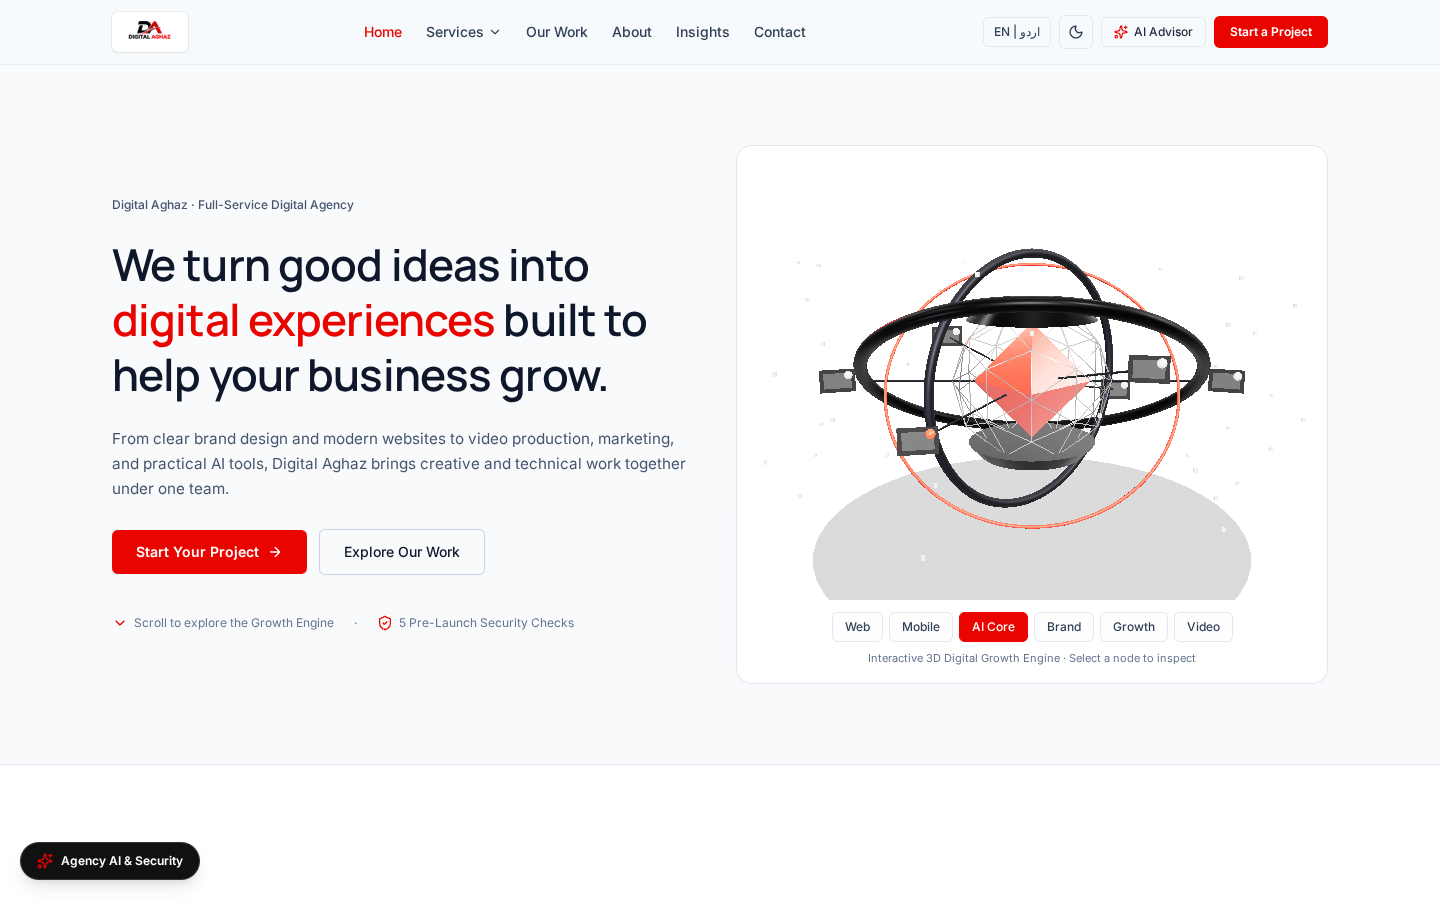 DA
DIGITAL AGHAZ
Home
Services
Our Work
About
Insights
Contact
EN | اردو
AI Advisor
Start a Project
Digital Aghaz · Full-Service Digital Agency
We turn good ideas into
digital experiences built to
help your business grow.
From clear brand design and modern websites to video production, marketing,
and practical AI tools, Digital Aghaz brings creative and technical work together
under one team.
Start Your Project
Explore Our Work
Scroll to explore the Growth Engine · 5 Pre-Launch Security Checks
Web
Mobile
AI Core
Brand
Growth
Video
Interactive 3D Digital Growth Engine · Select a node to inspect
Agency AI & Security